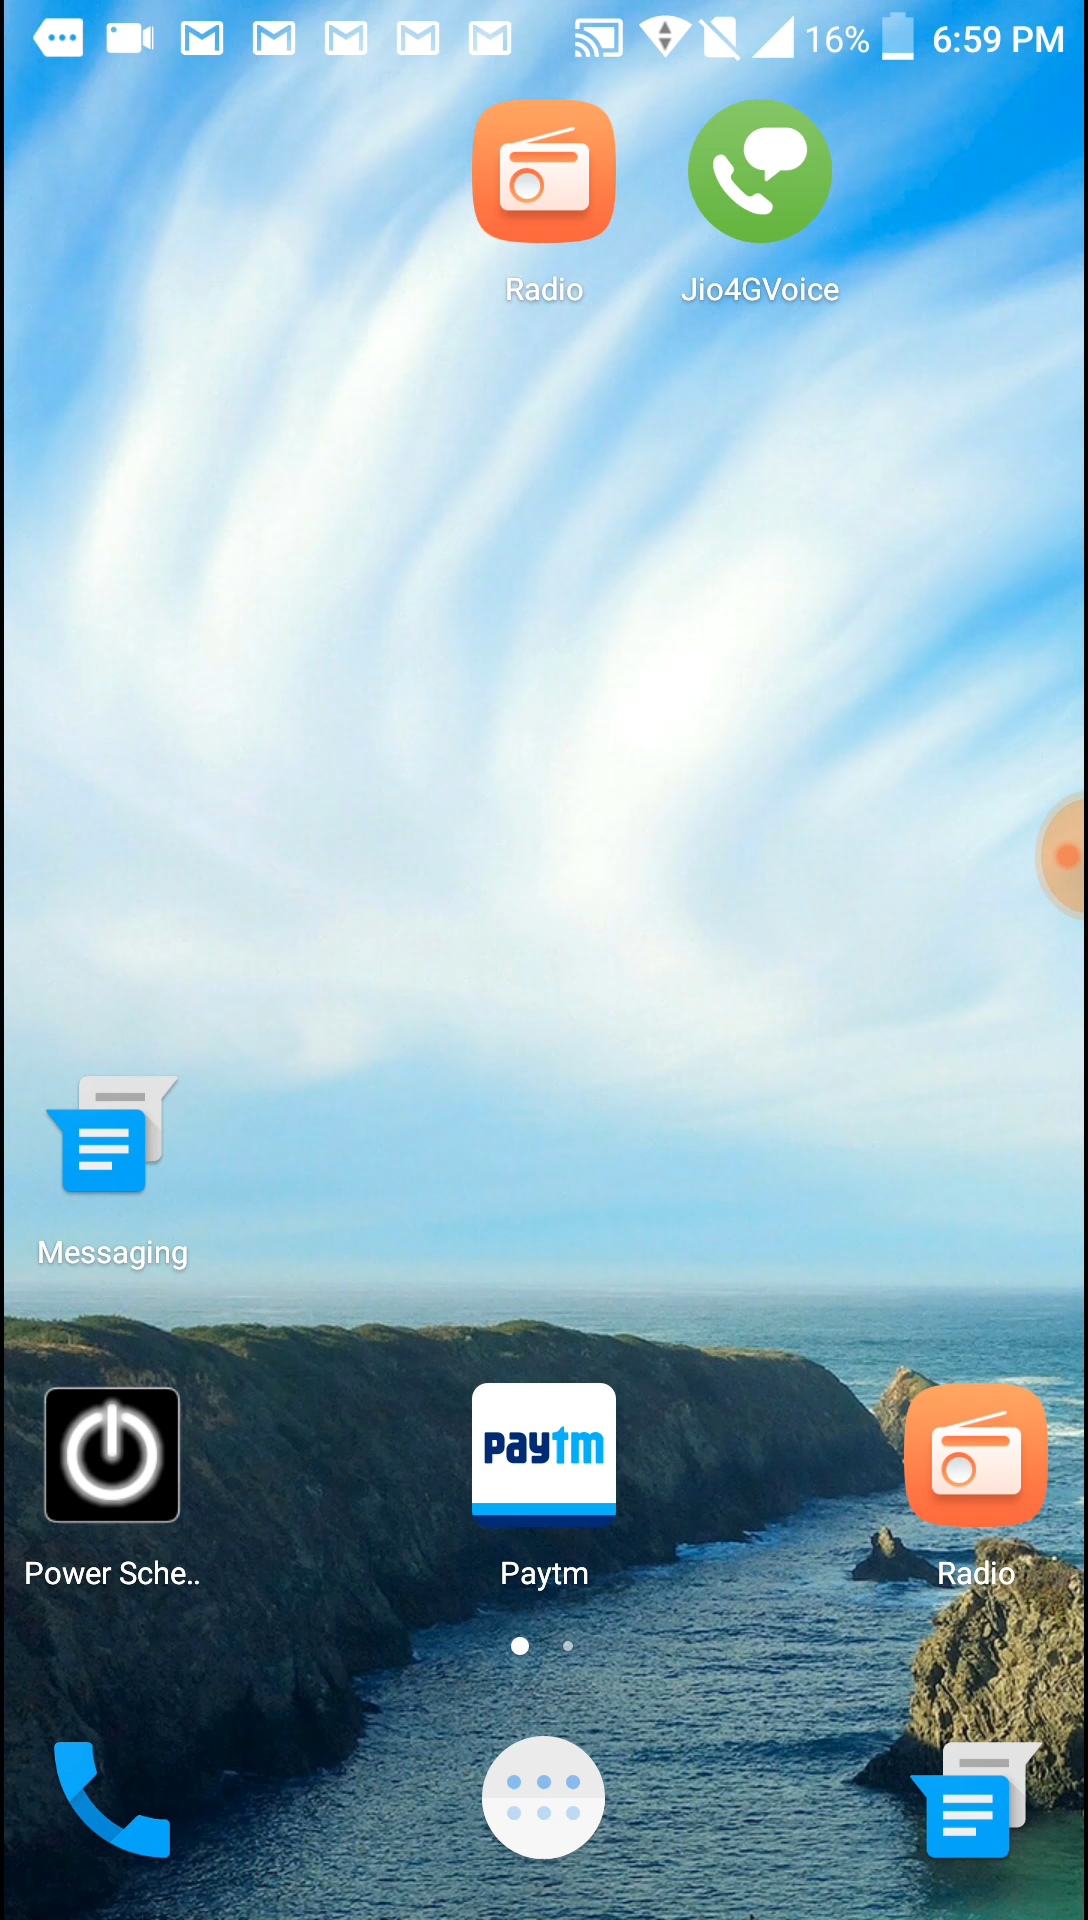 16% 6:59 PM
Radio Jio4GVoice
Messaging
paytm
Power Sche.. Paytm Radio